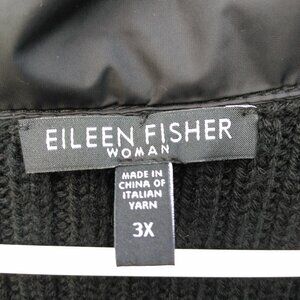 EILEEN FISHER
WOMAN
MADE IN
CHINA OF
ITALIAN
YARN
3X